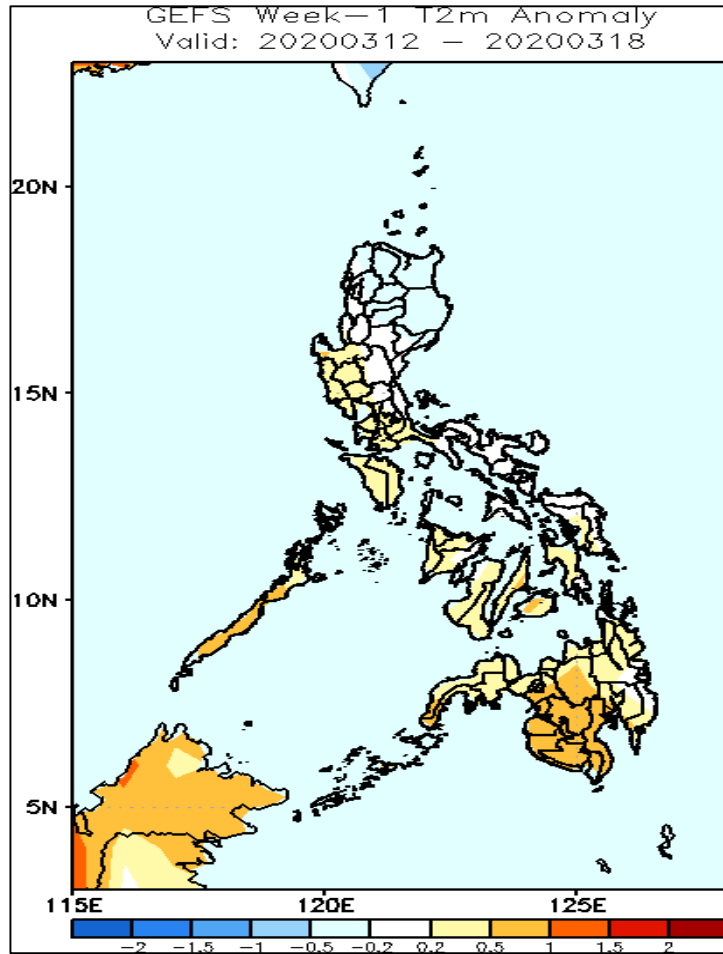 GEFS Week-1 T2m Anomaly
Valid: 20200312 - 20200318
20N
15N
10N
5N
115E 120E 125E
-2 -1.5 -1 -0.5 -0.2 0.2 0.5 1 1.5 2